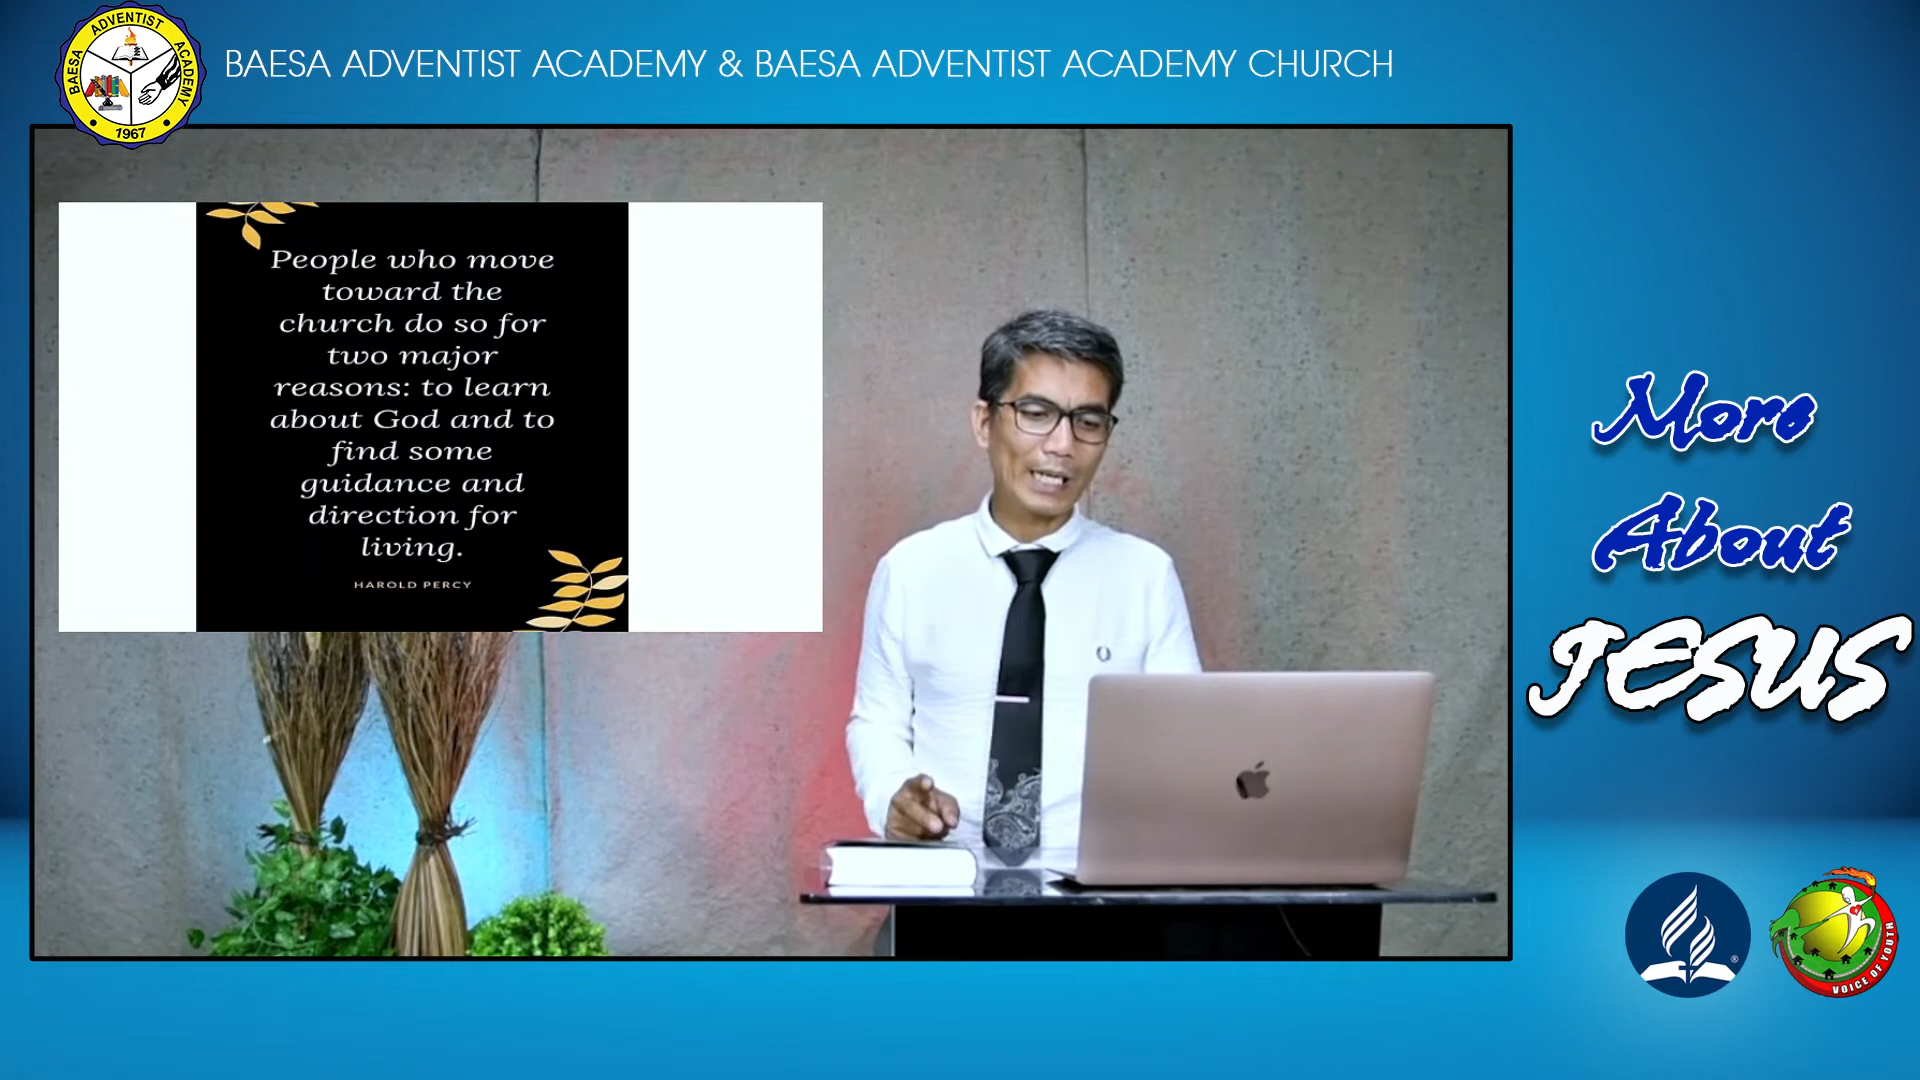 BAESA ADVENTIST ACADEMY
1967
BAESA ADVENTIST ACADEMY & BAESA ADVENTIST ACADEMY CHURCH
People who move
toward the
church do so for
two major
reasons: to learn
about God and to
find some
guidance and
direction for
living.
HAROLD PERCY
More
About
JESUS
®
VOICE OF YOUTH